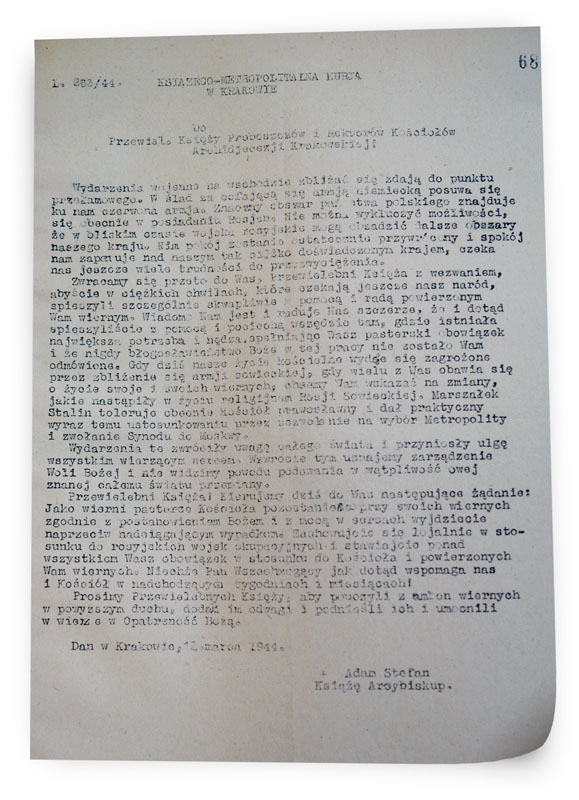 68
L. 383/44. KSIĄŻĘCO-METROPOLITALNA KURYA
W KRAKOWIE
Do
Przewiel. Księży Proboszczów i Rektorów Kościołów
Archidjecezji Krakowskiej!
Wydarzenia wojenne na wschodzie zbliżać się zdają do punktu
przełomowego. W ślad za cofającą się armją niemiecką posuwa się
ku nam czerwona armja. Znaczny obszar państwa polskiego znajduje
się obecnie w posiadaniu Rosjan. Nie można wykluczyć możliwości,
że w bliskim czasie wojska rosyjskie mogą obsadzić dalsze obszary
naszego kraju. Nim pokój zostanie ostatecznie przywrócony i spokój
nam zapanuje nad naszym tak ciężko doświadczonym krajem, czeka
nas jeszcze wiele trudności do przezwyciężenia.
Zwracamy się przeto do Was, Przewielebni Księża z wezwaniem,
abyście w ciężkich chwilach, które czekają jeszcze nasz naród,
spieszyli szczególnie skwapliwie z pomocą i radą powierzonym
Wam wiernym. Wiadomo Nam jest i raduje Nas szczerze, że i dotąd
spieszyliście z pomocą i pociechą wszędzie tam, gdzie istniała
największa potrzeba i nędza, spełniając Wasz pasterski obowiązek
i że nigdy błogosławieństwo Boże w tej pracy nie zostało Wam
odmówione. Gdy dziś nasze życie kościelne wydaje się zagrożone
przez zbliżenie się armji sowieckiej, gdy wielu z Was obawia się
o życie swoje i swoich wiernych, chcemy Wam wskazać na zmiany,
jakie nastąpiły w życiu religijnem Rosji Sowieckiej. Marszałek
Stalin toleruje obecnie Kościół prawosławny i dał praktyczny
wyraz temu ustosunkowaniu przez zezwolenie na wybór Metropolity
i zwołanie Synodu do Moskwy.
Wydarzenia te zwróciły uwagę całego świata i przyniosły ulgę
wszystkim wierzącym sercem. Wzwrocie tym uznajemy zarządzenie
Woli Bożej i nie widzimy powodu podawania w wątpliwość owej
znanej całemu światu przemiany.
Przewielebni Księża! Kierujemy dziś do Was następujące żądanie:
Jako wierni pasterze Kościoła pozostaniecie przy swoich wiernych
zgodnie z postanowieniem Bożem i z mocą w sercach wyjdziecie
naprzeciw nadciągającym wypadkom. Zachowujcie się lojalnie w sto-
sunku do rosyjskich wojsk okupacyjnych i stawiajcie ponad
wszystkiem Wasz obowiązek w stosunku do Kościoła i powierzonych
Wam wiernych. Niechże Pan Wszechmogący jak dotąd wspomaga nas
i Kościół w nadchodzących tygodniach i miesiącach!
Prosimy Przewielebnych Księży, aby pouczyli z ambon wiernych
w powyższym duchu, dodali im odwagi i podnieśli ich i umocnili
w wierze w Opatrzność Bożą.
Dan w Krakowie, marca 1944.
Adam Stefan
Książę Arcybiskup.